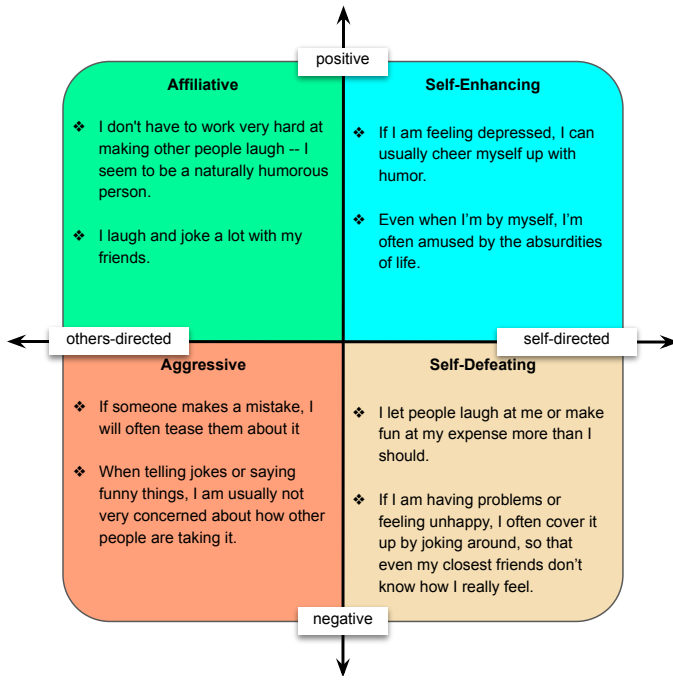 positive
Affiliative
❖ I don't have to work very hard at
making other people laugh -- I
seem to be a naturally humorous
person.
❖ I laugh and joke a lot with my
friends.
Self-Enhancing
❖ If I am feeling depressed, I can
usually cheer myself up with
humor.
❖ Even when I’m by myself, I’m
often amused by the absurdities
of life.
others-directed
self-directed
Aggressive
❖ If someone makes a mistake, I
will often tease them about it
❖ When telling jokes or saying
funny things, I am usually not
very concerned about how other
people are taking it.
Self-Defeating
❖ I let people laugh at me or make
fun at my expense more than I
should.
❖ If I am having problems or
feeling unhappy, I often cover it
up by joking around, so that
even my closest friends don’t
know how I really feel.
negative